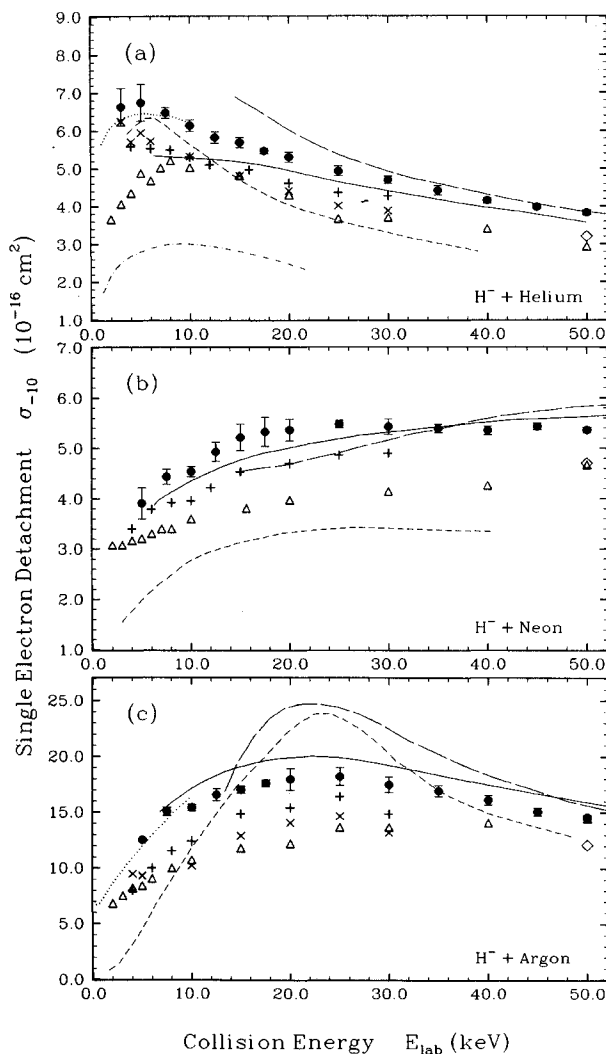 9.0
8.0
7.0
6.0
5.0
4.0
3.0
2.0
1.0
(a)
H⁻ + Helium
0.0 10.0 20.0 30.0 40.0 50.0
7.0
6.0
5.0
4.0
3.0
2.0
1.0
(b)
H⁻ + Neon
0.0 10.0 20.0 30.0 40.0 50.0
25.0
20.0
15.0
10.0
5.0
0.0
(c)
H⁻ + Argon
0.0 10.0 20.0 30.0 40.0 50.0
Single Electron Detachment σ₋₁₀ (10⁻¹⁶ cm²)
Collision Energy E_lab (keV)